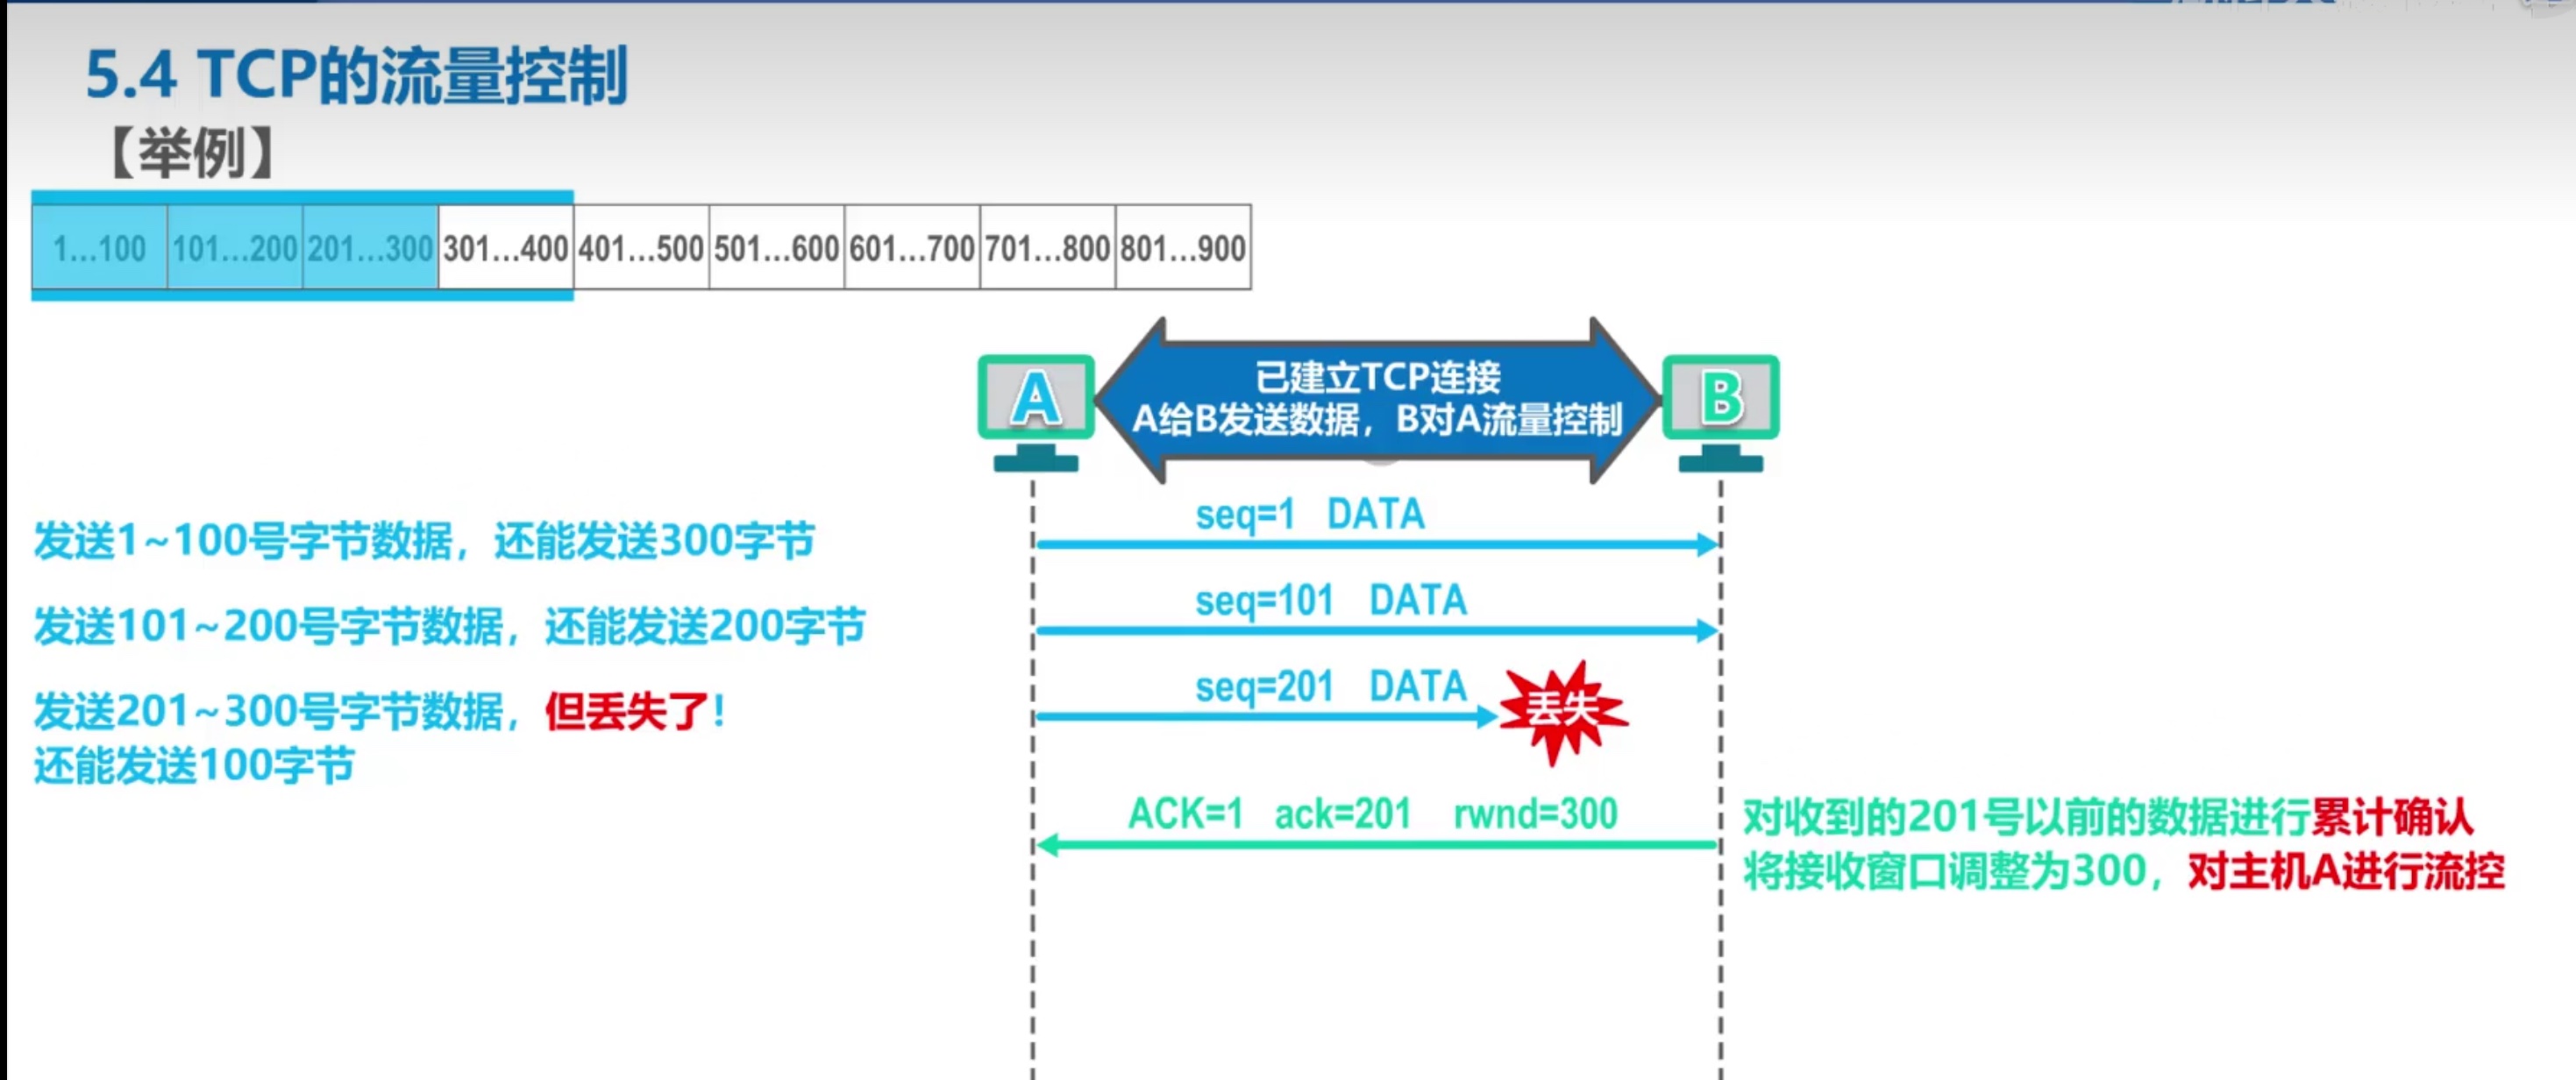 5.4 TCP的流量控制
【举例】
1...100 101...200 201...300 301...400 401...500 501...600 601...700 701...800 801...900
A
已建立TCP连接
A给B发送数据，B对A流量控制
B
发送1~100号字节数据，还能发送300字节
seq=1 DATA
发送101~200号字节数据，还能发送200字节
seq=101 DATA
发送201~300号字节数据，但丢失了！
还能发送100字节
seq=201 DATA
丢失
ACK=1 ack=201 rwnd=300
对收到的201号以前的数据进行累计确认
将接收窗口调整为300，对主机A进行流控